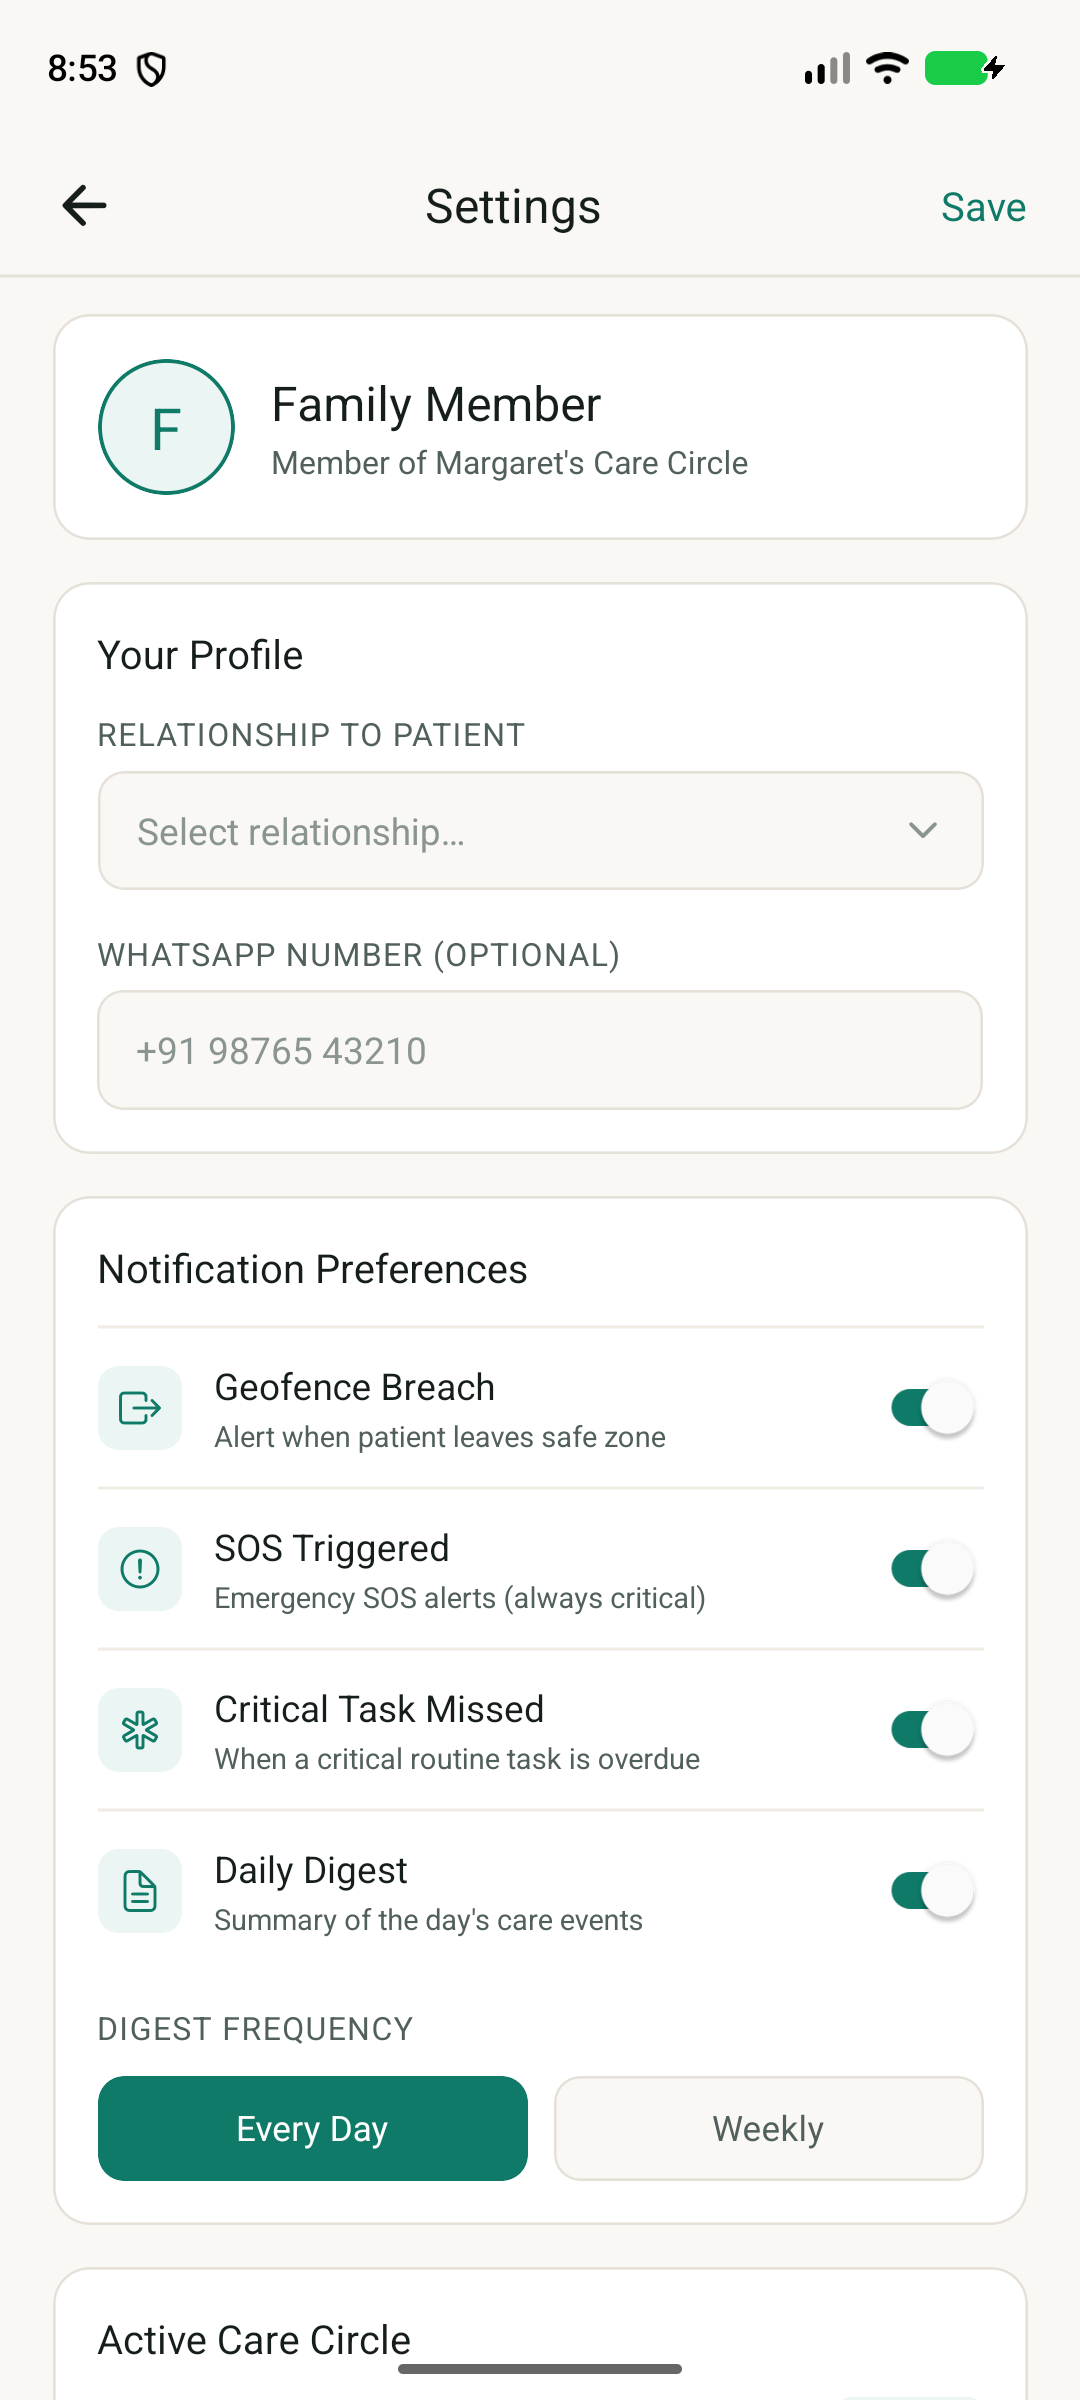 8:53
Settings
Save
F
Family Member
Member of Margaret's Care Circle
Your Profile
RELATIONSHIP TO PATIENT
Select relationship...
WHATSAPP NUMBER (OPTIONAL)
+91 98765 43210
Notification Preferences
Geofence Breach
Alert when patient leaves safe zone
SOS Triggered
Emergency SOS alerts (always critical)
Critical Task Missed
When a critical routine task is overdue
Daily Digest
Summary of the day's care events
DIGEST FREQUENCY
Every Day
Weekly
Active Care Circle